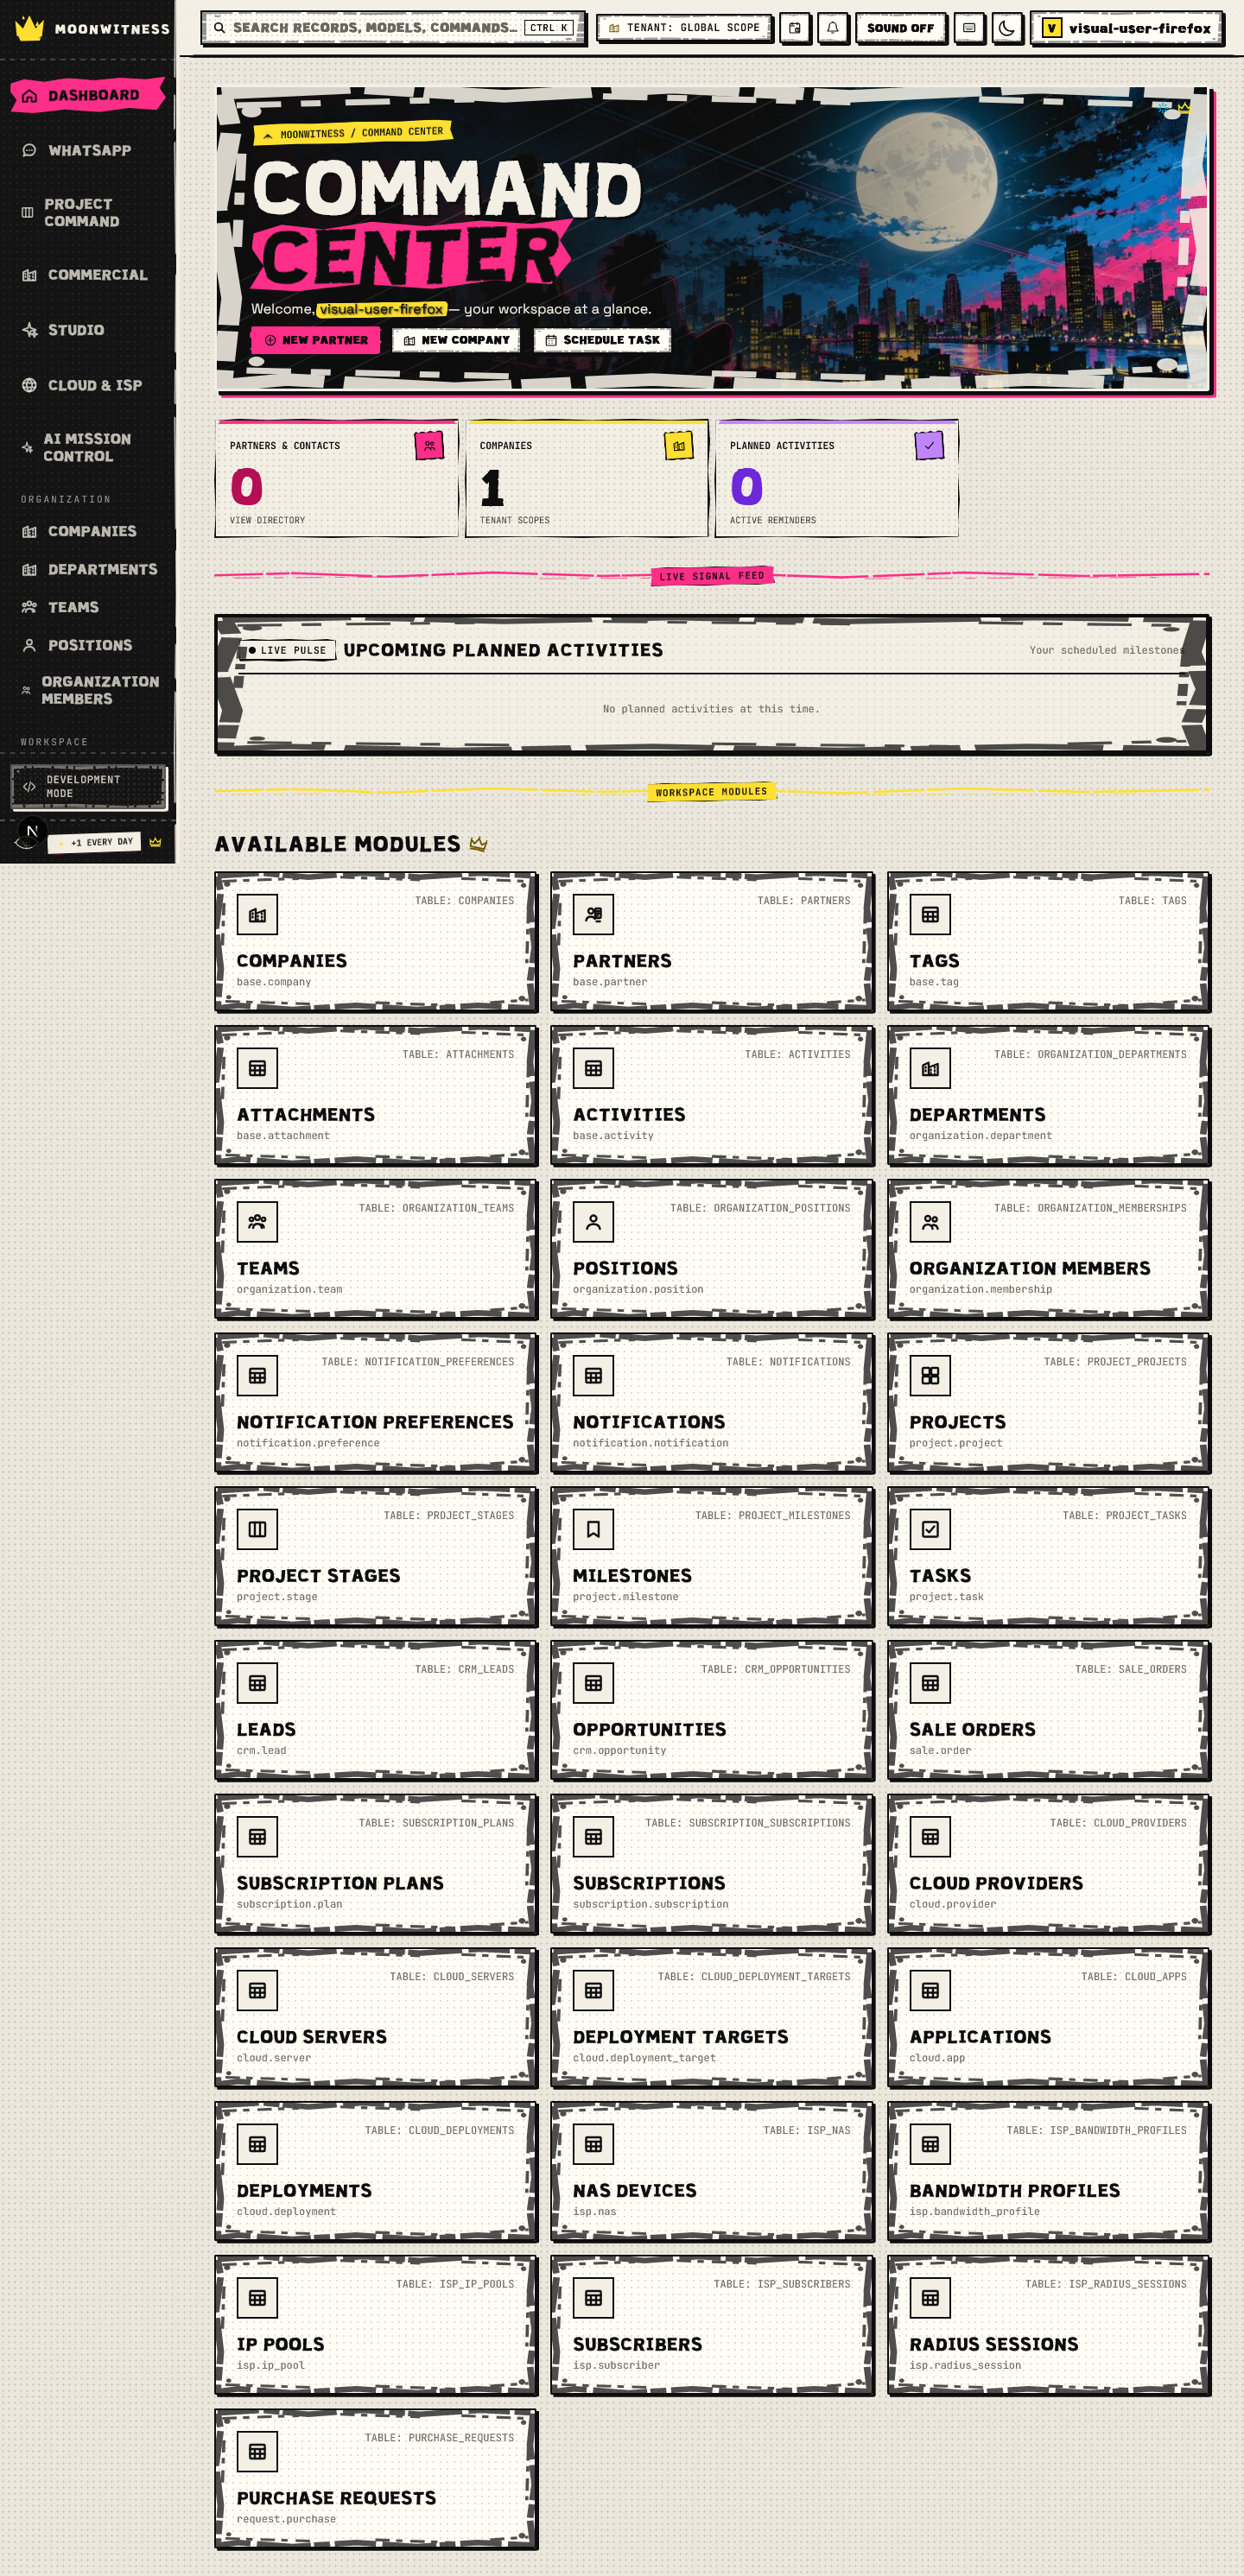 MOONWITNESS
SEARCH RECORDS, MODELS, COMMANDS…
CTRL K
TENANT: GLOBAL SCOPE
SOUND OFF
V
visual-user-firefox
DASHBOARD
WHATSAPP
PROJECT
COMMAND
COMMERCIAL
STUDIO
CLOUD & ISP
AI MISSION
CONTROL
ORGANIZATION
COMPANIES
DEPARTMENTS
TEAMS
POSITIONS
ORGANIZATION
MEMBERS
WORKSPACE
DEVELOPMENT
MODE
N
+1 EVERY DAY
MOONWITNESS / COMMAND CENTER
COMMAND
CENTER
Welcome, visual-user-firefox — your workspace at a glance.
NEW PARTNER
NEW COMPANY
SCHEDULE TASK
PARTNERS & CONTACTS
0
VIEW DIRECTORY
COMPANIES
1
TENANT SCOPES
PLANNED ACTIVITIES
0
ACTIVE REMINDERS
LIVE SIGNAL FEED
LIVE PULSE
UPCOMING PLANNED ACTIVITIES
Your scheduled milestones
No planned activities at this time.
WORKSPACE MODULES
AVAILABLE MODULES
TABLE: COMPANIES
COMPANIES
base.company
TABLE: PARTNERS
PARTNERS
base.partner
TABLE: TAGS
TAGS
base.tag
TABLE: ATTACHMENTS
ATTACHMENTS
base.attachment
TABLE: ACTIVITIES
ACTIVITIES
base.activity
TABLE: ORGANIZATION_DEPARTMENTS
DEPARTMENTS
organization.department
TABLE: ORGANIZATION_TEAMS
TEAMS
organization.team
TABLE: ORGANIZATION_POSITIONS
POSITIONS
organization.position
TABLE: ORGANIZATION_MEMBERSHIPS
ORGANIZATION MEMBERS
organization.membership
TABLE: NOTIFICATION_PREFERENCES
NOTIFICATION PREFERENCES
notification.preference
TABLE: NOTIFICATIONS
NOTIFICATIONS
notification.notification
TABLE: PROJECT_PROJECTS
PROJECTS
project.project
TABLE: PROJECT_STAGES
PROJECT STAGES
project.stage
TABLE: PROJECT_MILESTONES
MILESTONES
project.milestone
TABLE: PROJECT_TASKS
TASKS
project.task
TABLE: CRM_LEADS
LEADS
crm.lead
TABLE: CRM_OPPORTUNITIES
OPPORTUNITIES
crm.opportunity
TABLE: SALE_ORDERS
SALE ORDERS
sale.order
TABLE: SUBSCRIPTION_PLANS
SUBSCRIPTION PLANS
subscription.plan
TABLE: SUBSCRIPTION_SUBSCRIPTIONS
SUBSCRIPTIONS
subscription.subscription
TABLE: CLOUD_PROVIDERS
CLOUD PROVIDERS
cloud.provider
TABLE: CLOUD_SERVERS
CLOUD SERVERS
cloud.server
TABLE: CLOUD_DEPLOYMENT_TARGETS
DEPLOYMENT TARGETS
cloud.deployment_target
TABLE: CLOUD_APPS
APPLICATIONS
cloud.app
TABLE: CLOUD_DEPLOYMENTS
DEPLOYMENTS
cloud.deployment
TABLE: ISP_NAS
NAS DEVICES
isp.nas
TABLE: ISP_BANDWIDTH_PROFILES
BANDWIDTH PROFILES
isp.bandwidth_profile
TABLE: ISP_IP_POOLS
IP POOLS
isp.ip_pool
TABLE: ISP_SUBSCRIBERS
SUBSCRIBERS
isp.subscriber
TABLE: ISP_RADIUS_SESSIONS
RADIUS SESSIONS
isp.radius_session
TABLE: PURCHASE_REQUESTS
PURCHASE REQUESTS
request.purchase